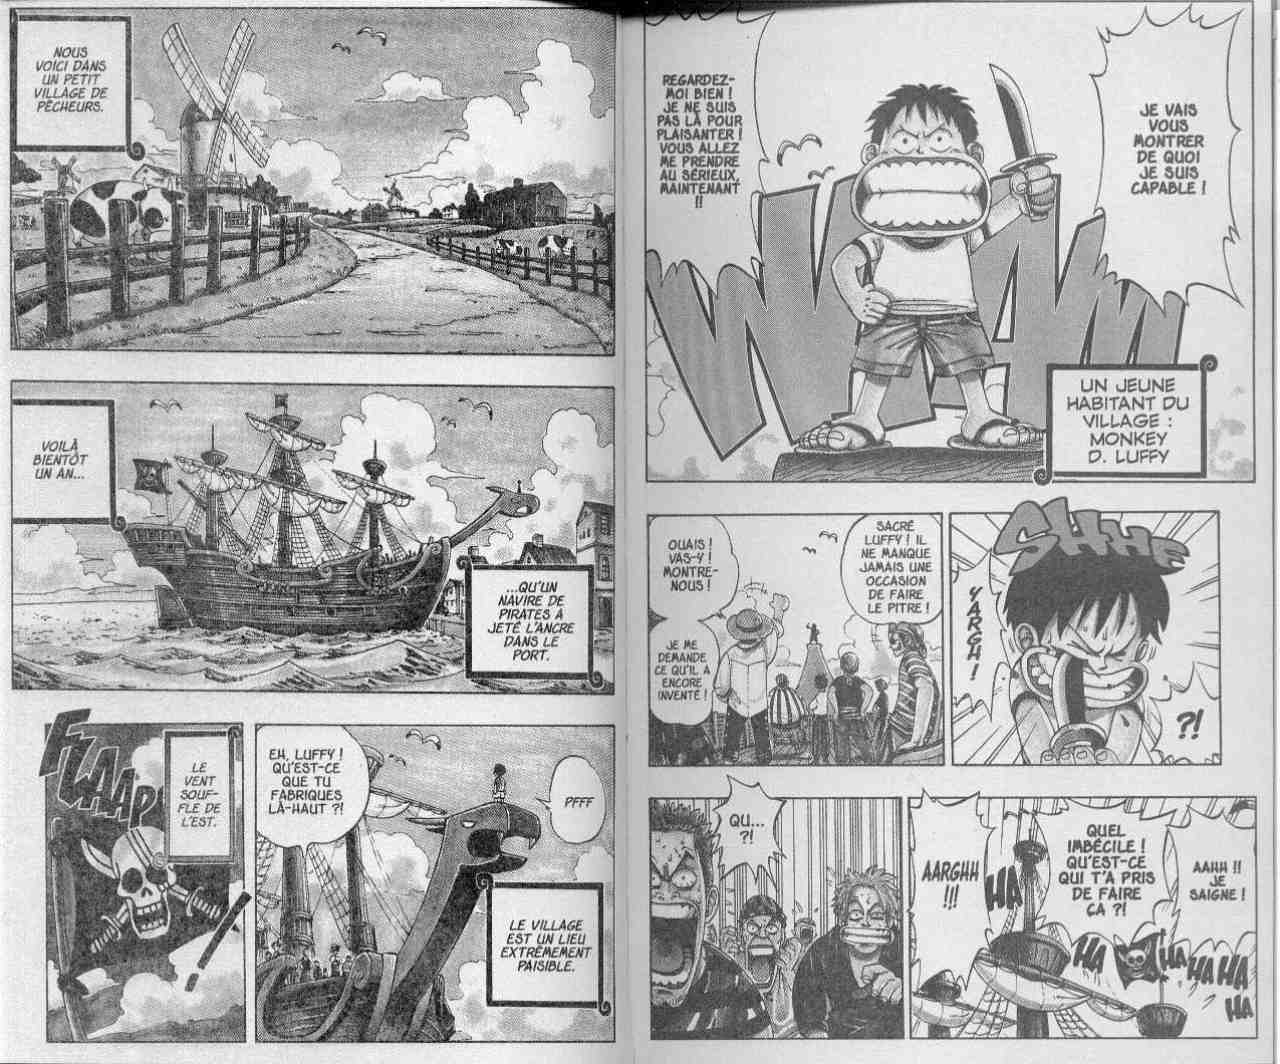 NOUS
VOICI DANS
UN PETIT
VILLAGE DE
PÊCHEURS.
VOILÀ
BIENTÔT
UN AN...
...QU'UN
NAVIRE DE
PIRATES A
JETÉ L'ANCRE
DANS LE
PORT.
FLAAP
LE
VENT
SOUF-
FLE DE
L'EST.
EH, LUFFY !
QU'EST-CE
QUE TU
FABRIQUES
LÀ-HAUT ?!
PFFF
LE VILLAGE
EST UN LIEU
EXTRÊMEMENT
PAISIBLE.
REGARDEZ-
MOI BIEN !
JE NE SUIS
PAS LÀ POUR
PLAISANTER !
VOUS ALLEZ
ME PRENDRE
AU SÉRIEUX,
MAINTENANT
!!
JE VAIS
VOUS
MONTRER
DE QUOI
JE SUIS
CAPABLE !
WAM
UN JEUNE
HABITANT DU
VILLAGE :
MONKEY
D. LUFFY
OUAIS !
VAS-Y !
MONTRE-
NOUS !
JE ME
DEMANDE
CE QU'IL A
ENCORE
INVENTÉ !
SACRÉ
LUFFY ! IL
NE MANQUE
JAMAIS UNE
OCCASION
DE FAIRE
LE PITRE !
SHHE
YARGH !
?!
QU...
?!
AARGHH
!!!
HA
QUEL
IMBÉCILE !
QU'EST-CE
QUI T'A PRIS
DE FAIRE
ÇA ?!
AAHH !!
JE
SAIGNE !
HA
HA HA HA
HA